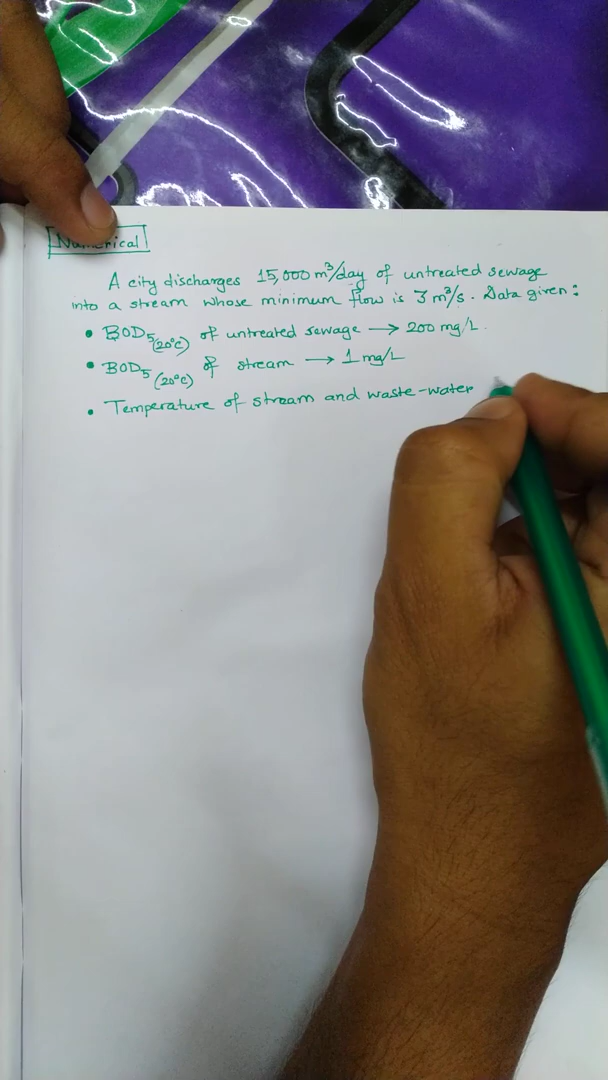 Numerical
A city discharges 15,000 m³/day of untreated sewage
into a stream whose minimum flow is 3 m³/s. Data given:
• BOD₅(20°C) of untreated sewage → 200 mg/L.
• BOD₅(20°C) of stream → 1 mg/L
• Temperature of stream and waste-water